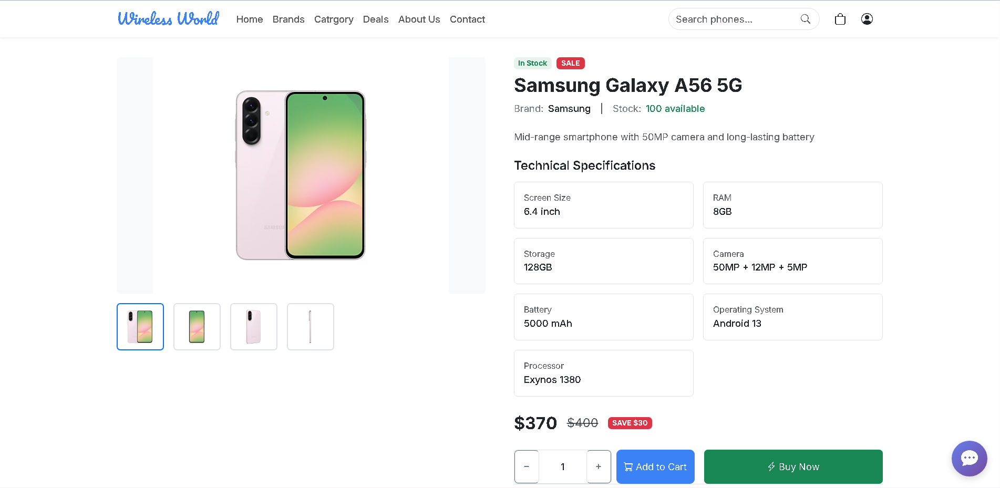 Wireless World
Home Brands Catrgory Deals About Us Contact
Search phones...
In Stock SALE
Samsung Galaxy A56 5G
Brand: Samsung | Stock: 100 available
Mid-range smartphone with 50MP camera and long-lasting battery
Technical Specifications
Screen Size
6.4 inch
RAM
8GB
Storage
128GB
Camera
50MP + 12MP + 5MP
Battery
5000 mAh
Operating System
Android 13
Processor
Exynos 1380
$370 $400 SAVE $30
− 1 + Add to Cart Buy Now